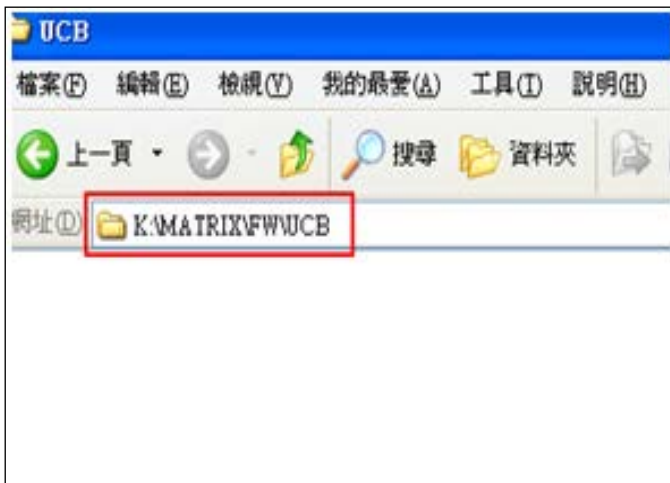 UCB
檔案(F) 編輯(E) 檢視(V) 我的最愛(A) 工具(T) 說明(H)
上一頁 搜尋 資料夾
網址(D) K:\MATRIX\FW\UCB